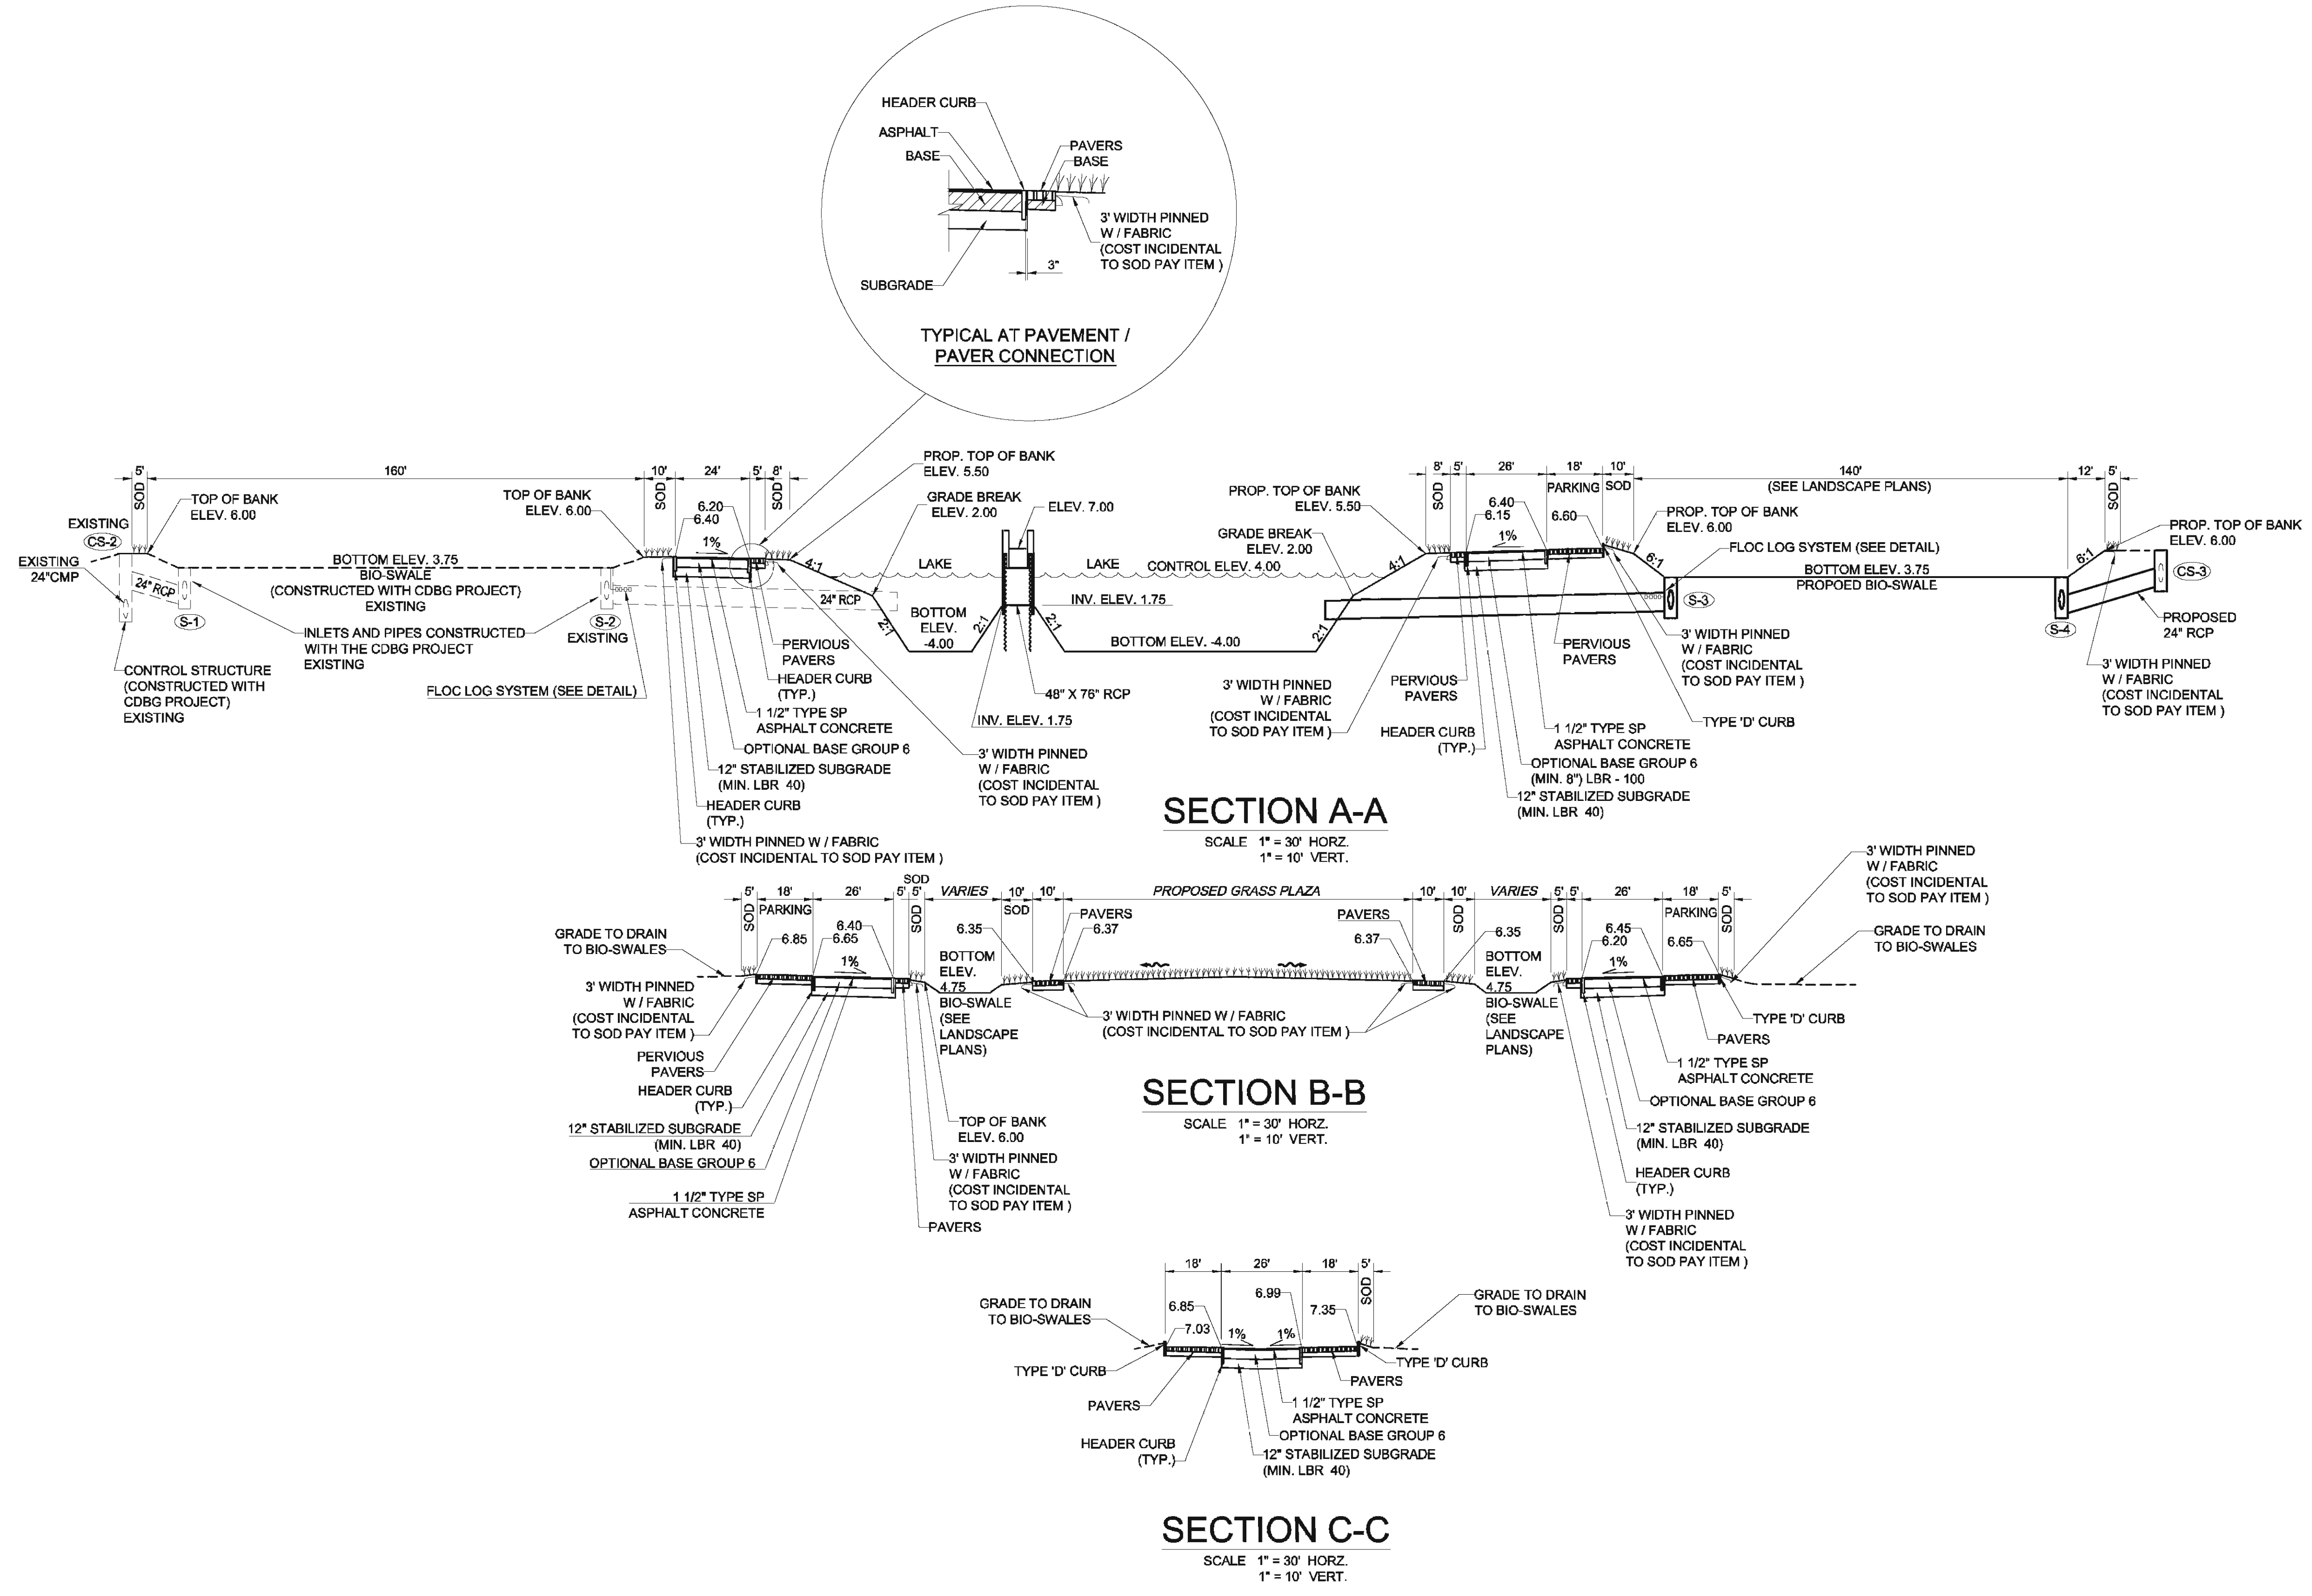 HEADER CURB
ASPHALT
BASE
PAVERS
BASE
3' WIDTH PINNED
W / FABRIC
(COST INCIDENTAL
TO SOD PAY ITEM )
3"
SUBGRADE
TYPICAL AT PAVEMENT /
PAVER CONNECTION
5'
160'
10'
24'
5'
8'
SOD
SOD
SOD
TOP OF BANK
ELEV. 6.00
EXISTING
CS-2
EXISTING
24"CMP
24" RCP
S-1
BOTTOM ELEV. 3.75
BIO-SWALE
(CONSTRUCTED WITH CDBG PROJECT)
EXISTING
TOP OF BANK
ELEV. 6.00
6.20
6.40
1%
S-2
EXISTING
INLETS AND PIPES CONSTRUCTED
WITH THE CDBG PROJECT
EXISTING
CONTROL STRUCTURE
(CONSTRUCTED WITH
CDBG PROJECT)
EXISTING
FLOC LOG SYSTEM (SEE DETAIL)
PROP. TOP OF BANK
ELEV. 5.50
GRADE BREAK
ELEV. 2.00
4:1
24" RCP
2:1
LAKE
BOTTOM
ELEV.
-4.00
2:1
ELEV. 7.00
LAKE
INV. ELEV. 1.75
2:1
48" X 76" RCP
INV. ELEV. 1.75
PERVIOUS
PAVERS
HEADER CURB
(TYP.)
1 1/2" TYPE SP
ASPHALT CONCRETE
OPTIONAL BASE GROUP 6
12" STABILIZED SUBGRADE
(MIN. LBR  40)
HEADER CURB
(TYP.)
3' WIDTH PINNED W / FABRIC
(COST INCIDENTAL TO SOD PAY ITEM )
3' WIDTH PINNED
W / FABRIC
(COST INCIDENTAL
TO SOD PAY ITEM )
CONTROL ELEV. 4.00
BOTTOM ELEV. -4.00
2:1
4:1
PROP. TOP OF BANK
ELEV. 5.50
GRADE BREAK
ELEV. 2.00
8'
5'
26'
18'
10'
140'
12'
5'
SOD
PARKING
SOD
(SEE LANDSCAPE PLANS)
SOD
6.40
6.15
6.60
1%
PROP. TOP OF BANK
ELEV. 6.00
FLOC LOG SYSTEM (SEE DETAIL)
6:1
BOTTOM ELEV. 3.75
PROPOED BIO-SWALE
6:1
PROP. TOP OF BANK
ELEV. 6.00
CS-3
S-3
S-4
PROPOSED
24" RCP
3' WIDTH PINNED
W / FABRIC
(COST INCIDENTAL
TO SOD PAY ITEM )
3' WIDTH PINNED
W / FABRIC
(COST INCIDENTAL
TO SOD PAY ITEM )
PERVIOUS
PAVERS
HEADER CURB
(TYP.)
PERVIOUS
PAVERS
3' WIDTH PINNED
W / FABRIC
(COST INCIDENTAL
TO SOD PAY ITEM )
TYPE 'D' CURB
1 1/2" TYPE SP
ASPHALT CONCRETE
OPTIONAL BASE GROUP 6
(MIN. 8") LBR - 100
12" STABILIZED SUBGRADE
(MIN. LBR  40)
SECTION A-A
SCALE   1" = 30'  HORZ.
1" = 10'  VERT.
5'
18'
26'
5'
SOD
5'
VARIES
10'
10'
PROPOSED GRASS PLAZA
10'
10'
VARIES
5'
5'
26'
18'
5'
SOD
PARKING
SOD
SOD
SOD
SOD
PARKING
SOD
GRADE TO DRAIN
TO BIO-SWALES
6.85
6.40
6.65
1%
BOTTOM
ELEV.
4.75
BIO-SWALE
(SEE
LANDSCAPE
PLANS)
6.35
PAVERS
6.37
PAVERS
6.37
6.35
BOTTOM
ELEV.
4.75
BIO-SWALE
(SEE
LANDSCAPE
PLANS)
6.45
6.20
1%
6.65
3' WIDTH PINNED
W / FABRIC
(COST INCIDENTAL
TO SOD PAY ITEM )
GRADE TO DRAIN
TO BIO-SWALES
3' WIDTH PINNED
W / FABRIC
(COST INCIDENTAL
TO SOD PAY ITEM )
PERVIOUS
PAVERS
HEADER CURB
(TYP.)
12" STABILIZED SUBGRADE
(MIN. LBR  40)
OPTIONAL BASE GROUP 6
1 1/2" TYPE SP
ASPHALT CONCRETE
TOP OF BANK
ELEV. 6.00
3' WIDTH PINNED
W / FABRIC
(COST INCIDENTAL
TO SOD PAY ITEM )
PAVERS
3' WIDTH PINNED W / FABRIC
(COST INCIDENTAL TO SOD PAY ITEM )
TYPE 'D' CURB
PAVERS
1 1/2" TYPE SP
ASPHALT CONCRETE
OPTIONAL BASE GROUP 6
12" STABILIZED SUBGRADE
(MIN. LBR  40)
HEADER CURB
(TYP.)
3' WIDTH PINNED
W / FABRIC
(COST INCIDENTAL
TO SOD PAY ITEM )
SECTION B-B
SCALE   1" = 30'  HORZ.
1" = 10'  VERT.
18'
26'
18'
5'
SOD
GRADE TO DRAIN
TO BIO-SWALES
6.85
7.03
6.99
7.35
1%
1%
GRADE TO DRAIN
TO BIO-SWALES
TYPE 'D' CURB
TYPE 'D' CURB
PAVERS
PAVERS
1 1/2" TYPE SP
ASPHALT CONCRETE
OPTIONAL BASE GROUP 6
HEADER CURB
(TYP.)
12" STABILIZED SUBGRADE
(MIN. LBR  40)
SECTION C-C
SCALE   1" = 30'  HORZ.
1" = 10'  VERT.